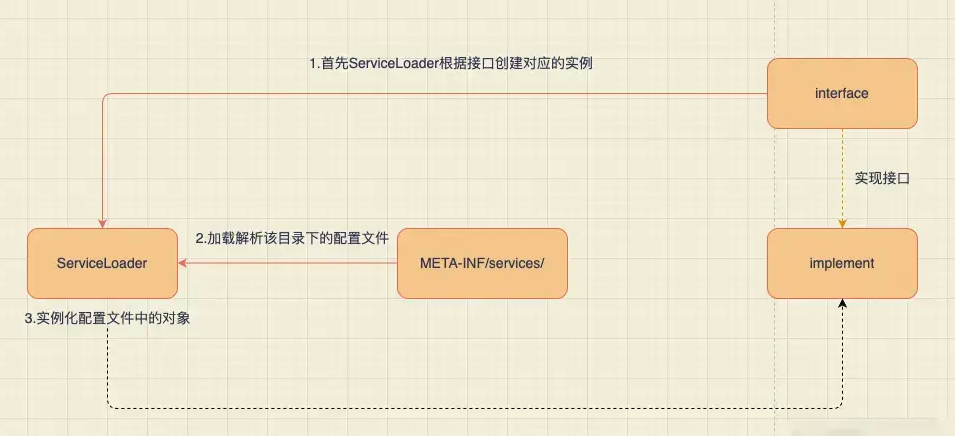 1.首先ServiceLoader根据接口创建对应的实例
interface
实现接口
2.加载解析该目录下的配置文件
ServiceLoader
META-INF/services/
implement
3.实例化配置文件中的对象